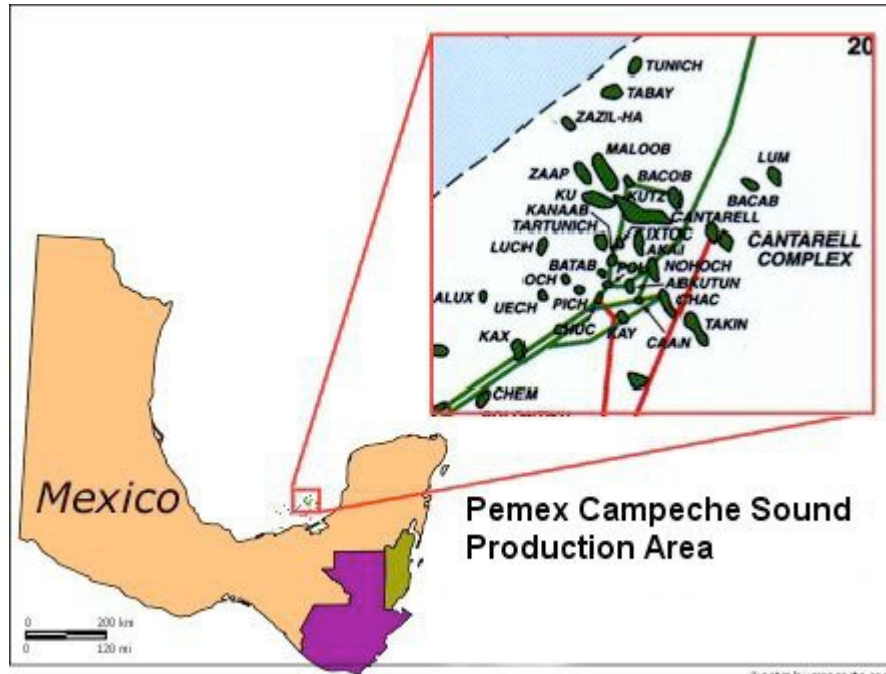 20
TUNICH
TABAY
ZAZIL-HA
MALOOB
LUM
ZAAP
BACOB
KU
KUTZ
BACAB
KANAAB
CANTARELL
TARTUNICH
IXTOC
CANTARELL
COMPLEX
LUCH
AKAJ
BATAB
POL
NOHOCH
OCH
ABKUTUN
ALUX
UECH
PICH
CHAC
CHUC
KAY
TAKIN
KAX
CAAN
CHEM
Mexico
Pemex Campeche Sound
Production Area
0 200 km
0 120 mi